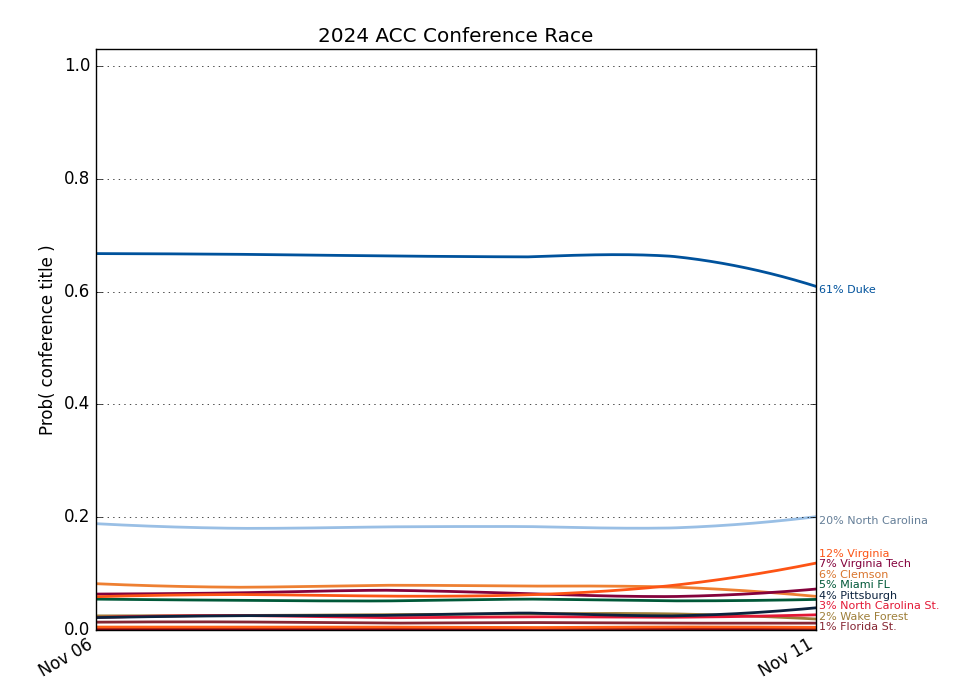 2024 ACC Conference Race
1.0
0.8
0.6
0.4
0.2
0.0
Prob( conference title )
61% Duke
20% North Carolina
12% Virginia
7% Virginia Tech
6% Clemson
5% Miami FL
4% Pittsburgh
3% North Carolina St.
2% Wake Forest
1% Florida St.
Nov 06
Nov 11